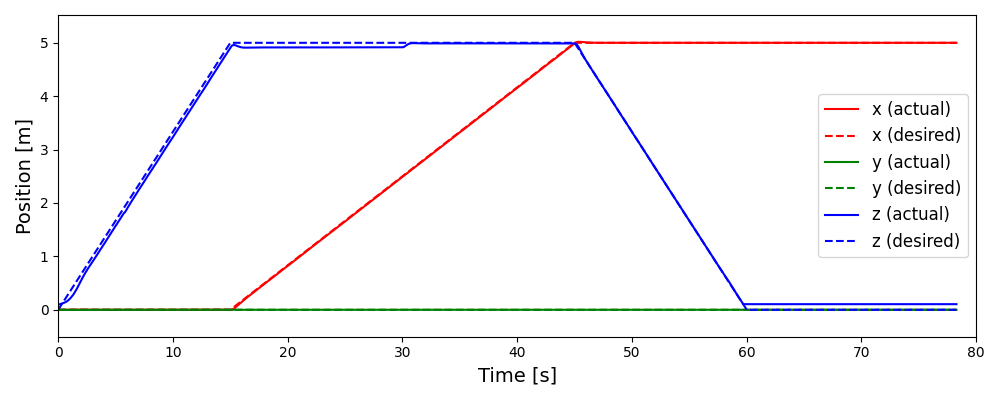 Position [m]
5
4
3
2
1
0
x (actual)
x (desired)
y (actual)
y (desired)
z (actual)
z (desired)
0 10 20 30 40 50 60 70 80
Time [s]